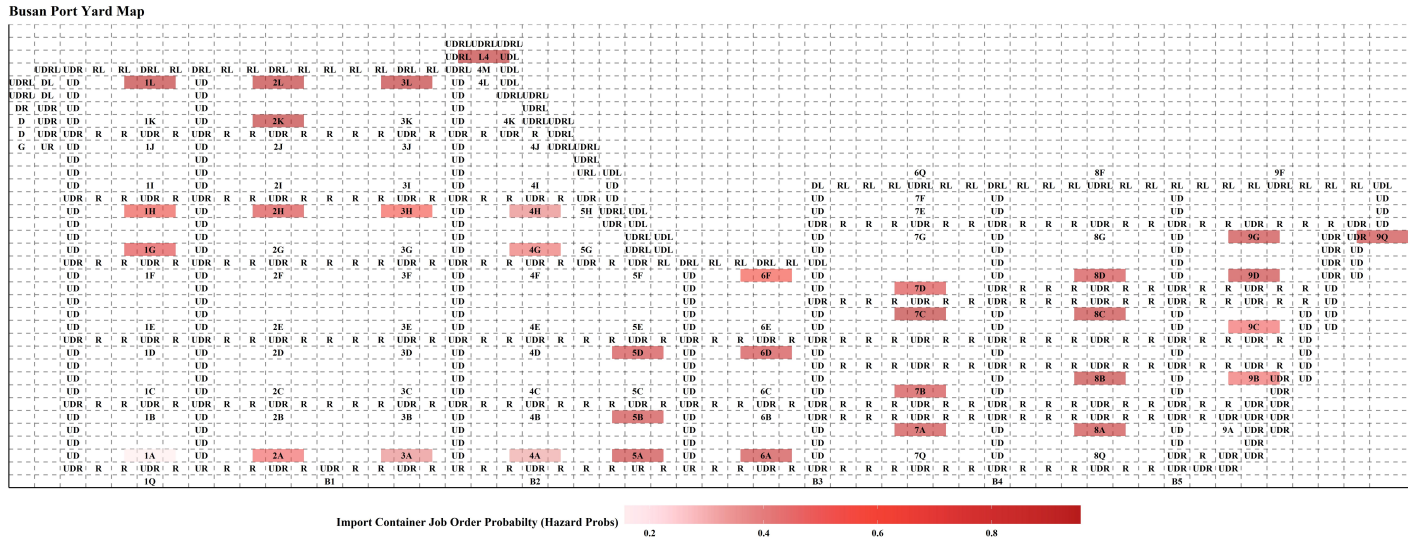 Busan Port Yard Map
UDRL UDRL UDRL
UDRL L4 UDL
UDRL UDR RL RL DRL RL DRL RL RL DRL RL RL RL RL DRL RL UDRL 4M UDL
UDRL DL UD 1L UD 2L 3L UD 4L UDL
UDRL DL UD UD UD UDRL UDRL
DR UDR UD UD UD UDRL
D UDR UD 1K UD 2K 3K UD 4K UDRL UDRL
D UDR UDR R R UDR R UDR R R UDR R R R R UDR R UDR R UDR R UDRL
G UR UD 1J UD 2J 3J UD 4J UDRL UDRL
UD UD UD UDRL
UD UD UD URL UDL 6Q 8F 9F
UD 1I UD 2I 3I UD 4I UD DL RL RL RL UDRL RL RL DRL RL RL RL UDRL RL RL RL RL RL RL UDRL RL RL RL UDL
UDR R R UDR R UDR R R UDR R R R R UDR R UDR R R UDR R UDR UD UD 7F UD UD UD
UD 1H UD 2H 3H UD 4H 5H UDRL UDL UD 7E UD UD UD
UD UD UD UDR UDL UDR R R R UDR R R UDR R R R UDR R R UDR R R UDR R R R UDR UDR
UD UD UD UDRL UDL UD 7G UD 8G UD 9G UDR UDR 9Q
UD 1G UD 2G 3G UD 4G 5G UDRL UDL UD UD UD UDR UD
UDR R R UDR R UDR R R UDR R R R R UDR R UDR R R UDR R UDR R UDR RL DRL RL RL DRL RL UDL UD UD UDR UD
UD 1F UD 2F 3F UD 4F 5F UD 6F UD UD 8D UD 9D UDR UD
UD UD UD UD UD 7D UDR R R R UDR R R UDR R R UDR R R UD
UD UD UD UD UDR R R R UDR R R UDR R R R UDR R R UDR R R UDR R R UD
UD UD UD UD UD 7C UD 8C UD UD UD
UD 1E UD 2E 3E UD 4E 5E UD 6E UD UD UD 9C UD UD
UDR R R UDR R UDR R R UDR R R R R UDR R UDR R R UDR R R R UDR R UDR R R UDR R UDR UD UD UD
UD 1D UD 2D 3D UD 4D 5D UD 6D UD UD UD UD
UD UD UD UD UDR R R R UDR R R UDR R R R UDR R R UDR R R UDR R UD
UD UD UD UD UD UD 8B UD 9B UDR UD
UD 1C UD 2C 3C UD 4C 5C UD 6C UD 7B UD UD UDR
UDR R R UDR R UDR R R UDR R R R R UDR R UDR R R UDR R R R UDR R UDR R R UDR R UDR R R R UDR R R UDR R R R UDR R R UDR R R UDR UDR
UD 1B UD 2B 3B UD 4B 5B UD 6B UDR R R R UDR R R UDR R R R UDR R R UDR R UDR UDR UDR
UD UD UD UD UD 7A UD 8A UD 9A UDR UDR
UD UD UD UD UD UD UD UDR
UD 1A UD 2A 3A UD 4A 5A UD 6A UD 7Q UD 8Q UDR R UDR UDR
UDR R R UDR R UR R R UDR R UDR R R UDR R UR R R UDR R R R UR R UR R R UDR R UDR R R R UDR R R UDR R R R UDR R R UDR UDR UDR
1Q B1 B2 B3 B4 B5
Import Container Job Order Probabilty (Hazard Probs)
0.2 0.4 0.6 0.8